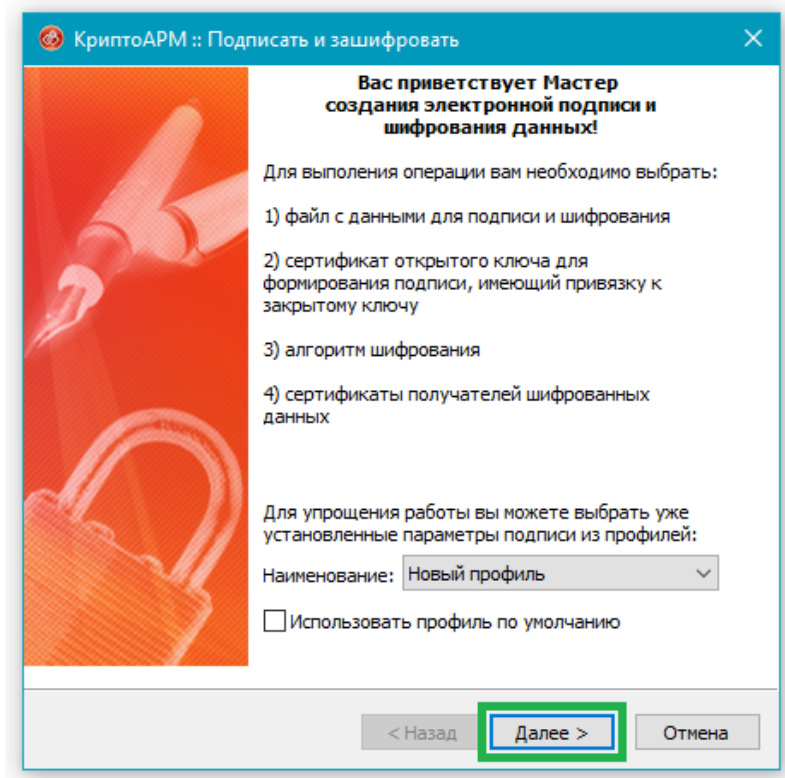 КриптоАРМ :: Подписать и зашифровать
Вас приветствует Мастер
создания электронной подписи и
шифрования данных!
Для выполения операции вам необходимо выбрать:
1) файл с данными для подписи и шифрования
2) сертификат открытого ключа для
формирования подписи, имеющий привязку к
закрытому ключу
3) алгоритм шифрования
4) сертификаты получателей шифрованных
данных
Для упрощения работы вы можете выбрать уже
установленные параметры подписи из профилей:
Наименование: Новый профиль
Использовать профиль по умолчанию
< Назад Далее > Отмена